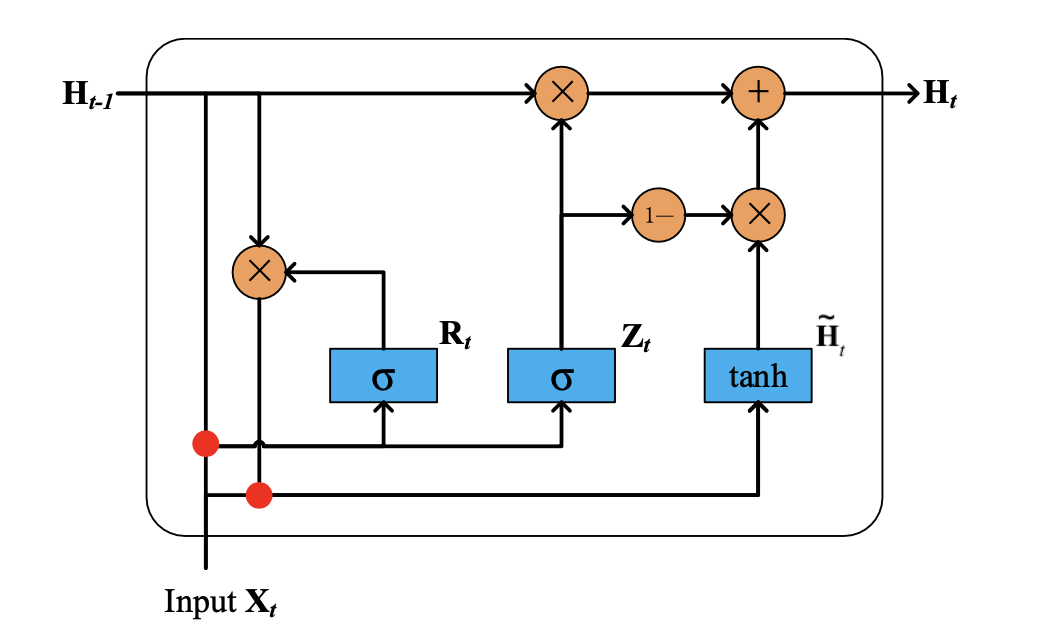 H_{t-1}
×
+
H_t
1−
×
×
R_t
Z_t
H̃_t
σ
σ
tanh
Input X_t